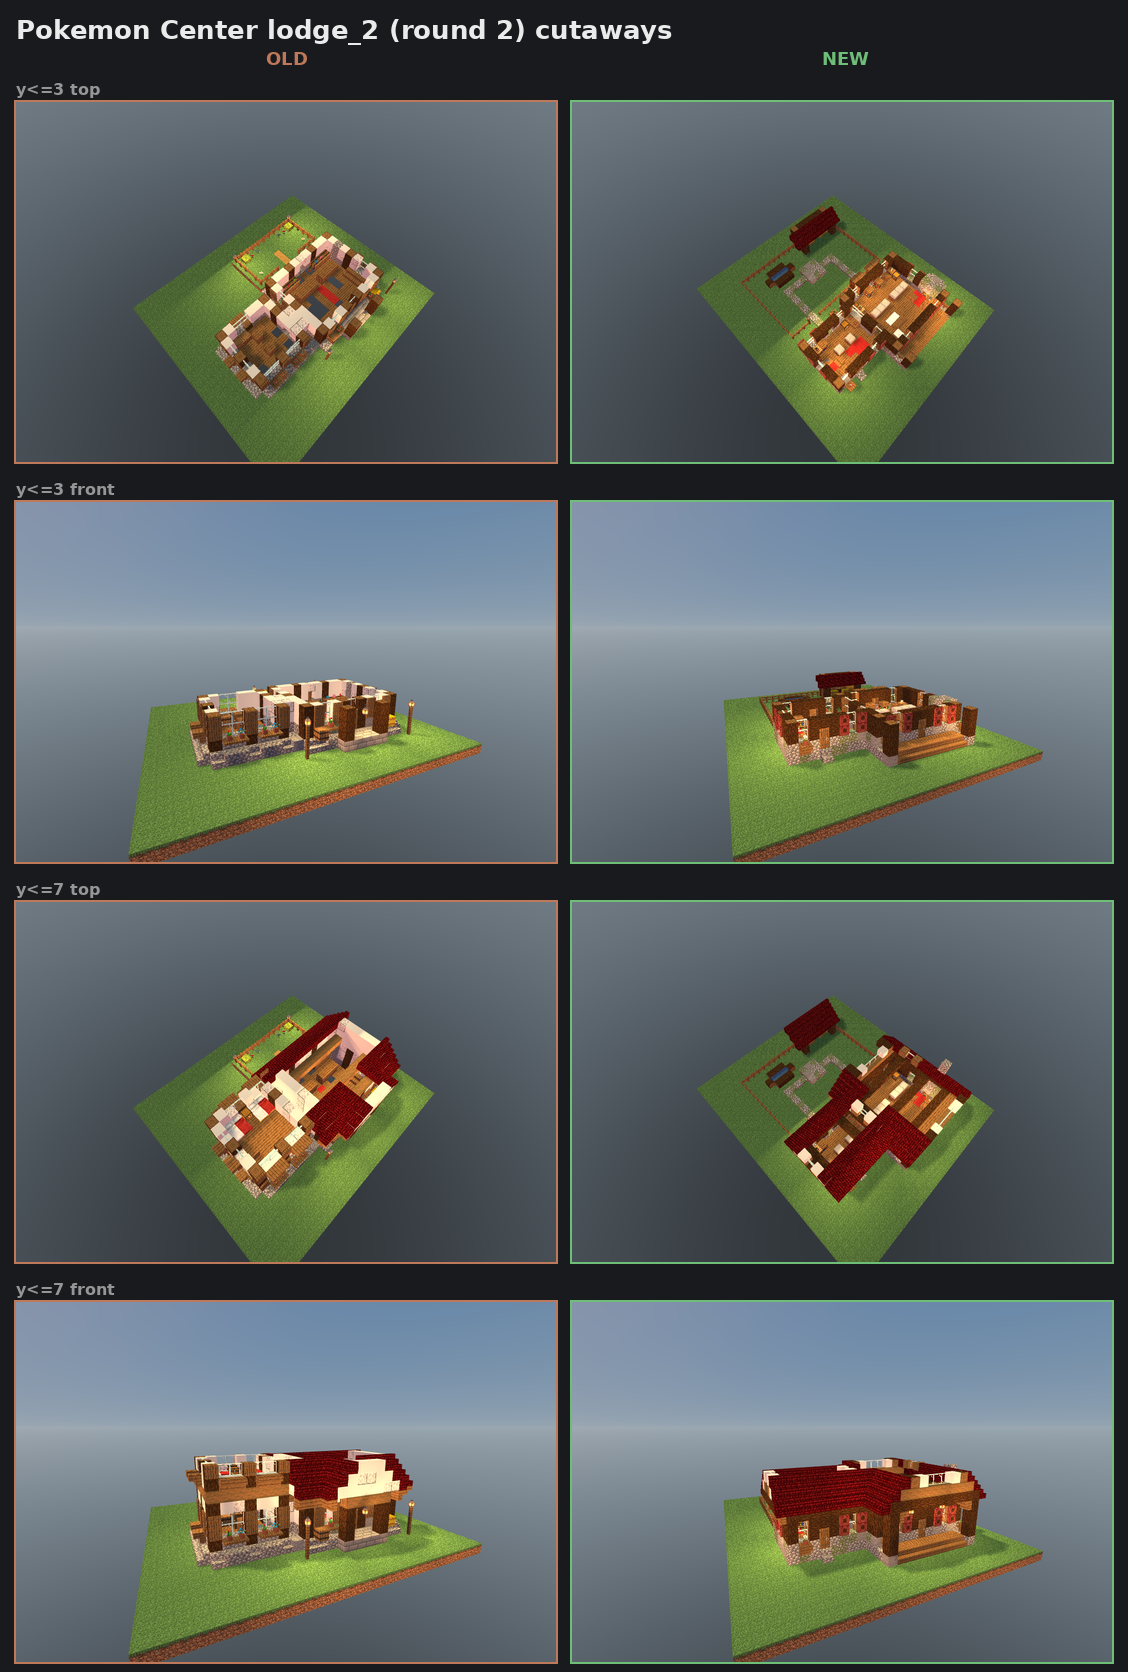 Pokemon Center lodge_2 (round 2) cutaways
OLD NEW
y<=3 top
y<=3 front
y<=7 top
y<=7 front